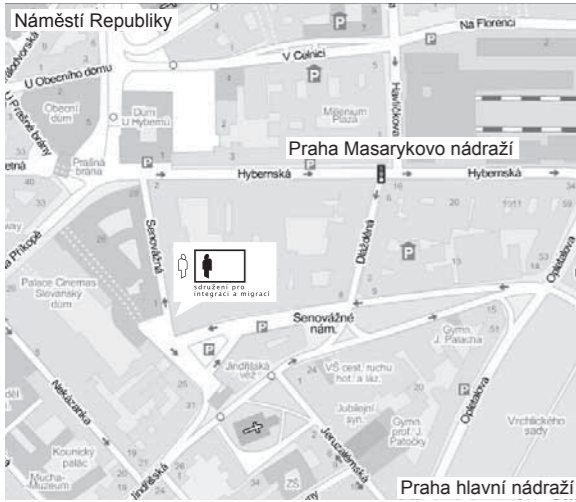 Náměstí Republiky
Na Florenci
V Celnici
U Obecního domu
U Prašné brány
Obecní
dům
Dům
U Hybernů
Millenium
Plaza
Havlíčkova
Praha Masarykovo nádraží
Prašná
brána
Hybernská
Hybernská
Senovážná
Dlážděná
Opletalova
Na Příkopě
sdružení pro
integraci a migraci
Palace Cinemas
Slovanský
dům
Senovážné
nám.
Gymn.
J. Palacha
Jindřišská
věž
VŠ cest. ruchu
hot. a láz.
Opletalova
Nekázanka
Jubilejní
syn.
Gymn.
prof. J.
Patočky
Vrchlického
sady
Jeruzalémská
Kounický
palác
Mucha-
Muzeum
Jindřišská
ZŠ
Praha hlavní nádraží